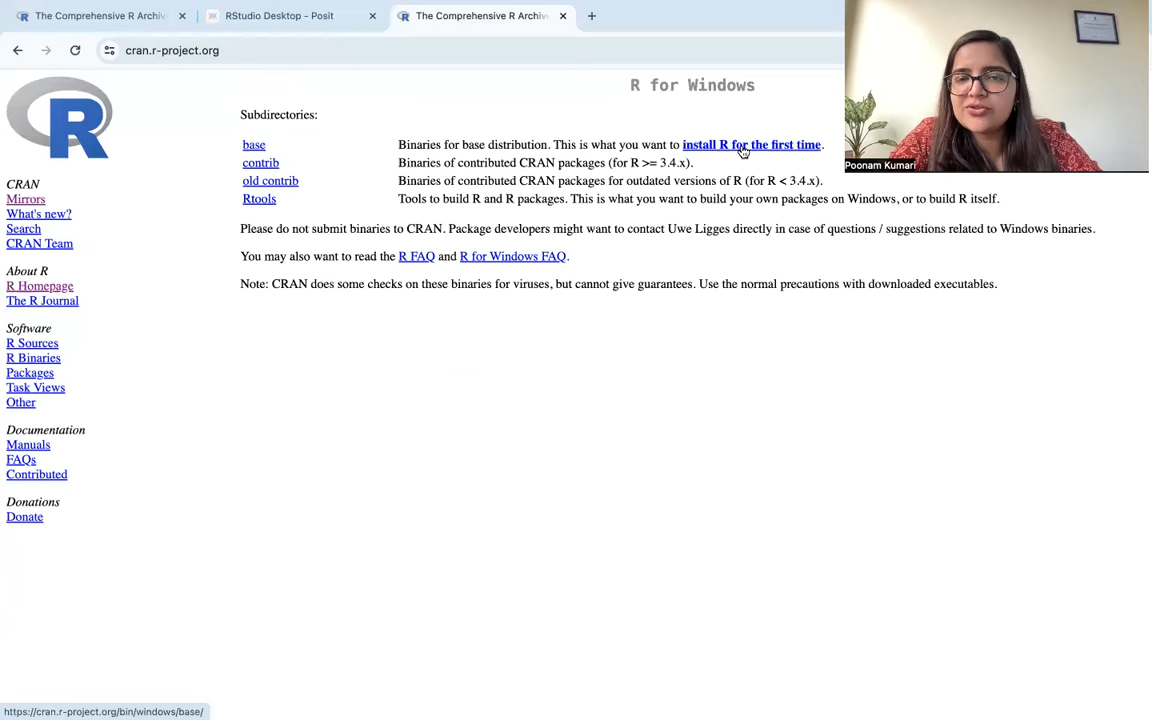 The Comprehensive R Archiv
RStudio Desktop - Posit
The Comprehensive R Archiv
cran.r-project.org
R
R for Windows
Subdirectories:
base Binaries for base distribution. This is what you want to install R for the first time.
contrib Binaries of contributed CRAN packages (for R >= 3.4.x).
old contrib Binaries of contributed CRAN packages for outdated versions of R (for R < 3.4.x).
Rtools Tools to build R and R packages. This is what you want to build your own packages on Windows, or to build R itself.
Please do not submit binaries to CRAN. Package developers might want to contact Uwe Ligges directly in case of questions / suggestions related to Windows binaries.
You may also want to read the R FAQ and R for Windows FAQ.
Note: CRAN does some checks on these binaries for viruses, but cannot give guarantees. Use the normal precautions with downloaded executables.
CRAN
Mirrors
What's new?
Search
CRAN Team
About R
R Homepage
The R Journal
Software
R Sources
R Binaries
Packages
Task Views
Other
Documentation
Manuals
FAQs
Contributed
Donations
Donate
Poonam Kumari
https://cran.r-project.org/bin/windows/base/